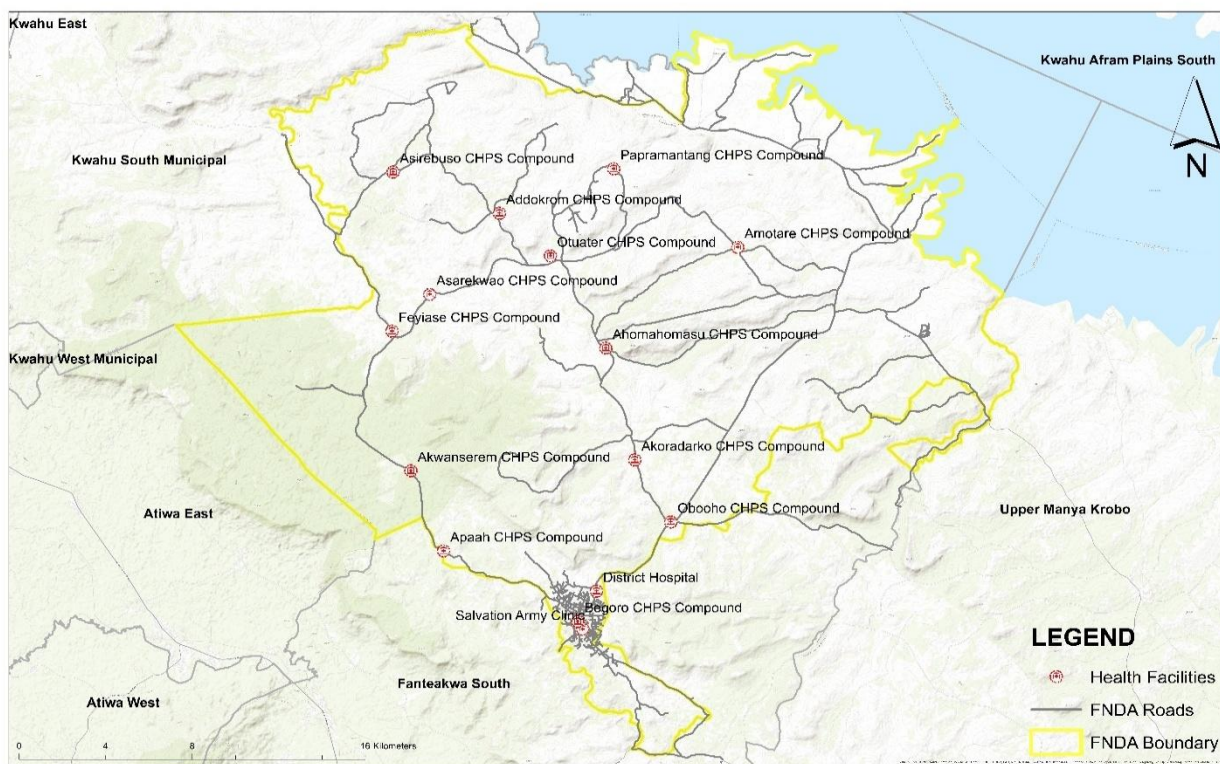 Kwahu East
Kwahu Afram Plains South
N
Kwahu South Municipal
Asirebuso CHPS Compound
Papramantang CHPS Compound
Addokrom CHPS Compound
Otuater CHPS Compound
Amotare CHPS Compound
Asarekwao CHPS Compound
Feyiase CHPS Compound
Ahomahomasu CHPS Compound
Kwahu West Municipal
Akwanserem CHPS Compound
Akoradarko CHPS Compound
Atiwa East
Obooho CHPS Compound
Upper Manya Krobo
Apaah CHPS Compound
District Hospital
Begoro CHPS Compound
Salvation Army Clinic
LEGEND
Health Facilities
FNDA Roads
FNDA Boundary
Fanteakwa South
Atiwa West
0 4 8 16 Kilometers